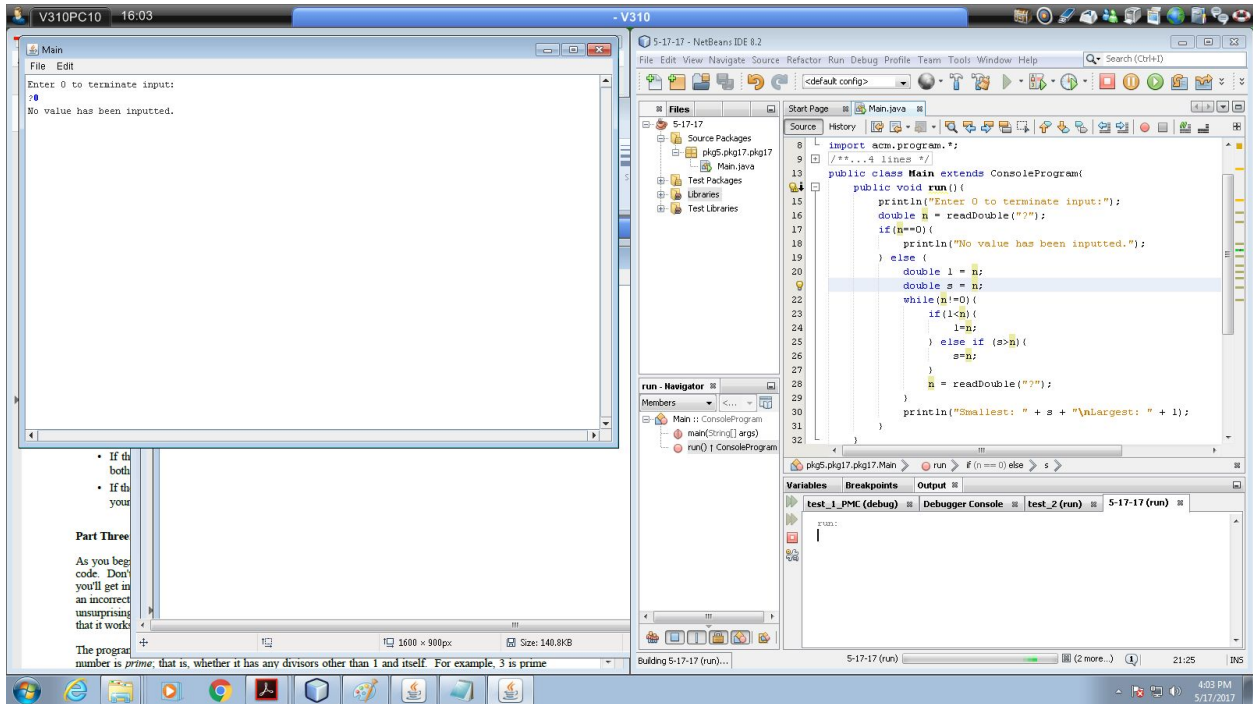 V310PC10 16:03 - V310
Main
File Edit
Enter 0 to terminate input:
?0
No value has been inputted.
• If th
both
• If th
your
Part Three
As you beg
code. Don't
you'll get in
an incorrect
unsurprising
that it works
The program
number is prime; that is, whether it has any divisors other than 1 and itself. For example, 3 is prime
1600 × 900px Size: 140.8KB
5-17-17 - NetBeans IDE 8.2
File Edit View Navigate Source Refactor Run Debug Profile Team Tools Window Help Search (Ctrl+I)
<default config>
Files
5-17-17
Source Packages
pkg5.pkg17.pkg17
Main.java
Test Packages
Libraries
Test Libraries
run - Navigator
Members <...
Main :: ConsoleProgram
main(String[] args)
run() ↑ ConsoleProgram
Start Page Main.java
Source History
8 import acm.program.*;
9 /**...4 lines */
13 public class Main extends ConsoleProgram{
public void run(){
15 println("Enter 0 to terminate input:");
16 double n = readDouble("?");
17 if(n==0){
18 println("No value has been inputted.");
19 } else {
20 double l = n;
double s = n;
22 while(n!=0){
23 if(l<n){
24 l=n;
25 } else if (s>n){
26 s=n;
27 }
28 n = readDouble("?");
29 }
30 println("Smallest: " + s + "\nLargest: " + l);
31 }
32 }
pkg5.pkg17.pkg17.Main run if (n == 0) else s
Variables Breakpoints Output
test_1_PMC (debug) Debugger Console test_2 (run) 5-17-17 (run)
run:
Building 5-17-17 (run)... 5-17-17 (run) (2 more...) 1 21:25 INS
4:03 PM
5/17/2017